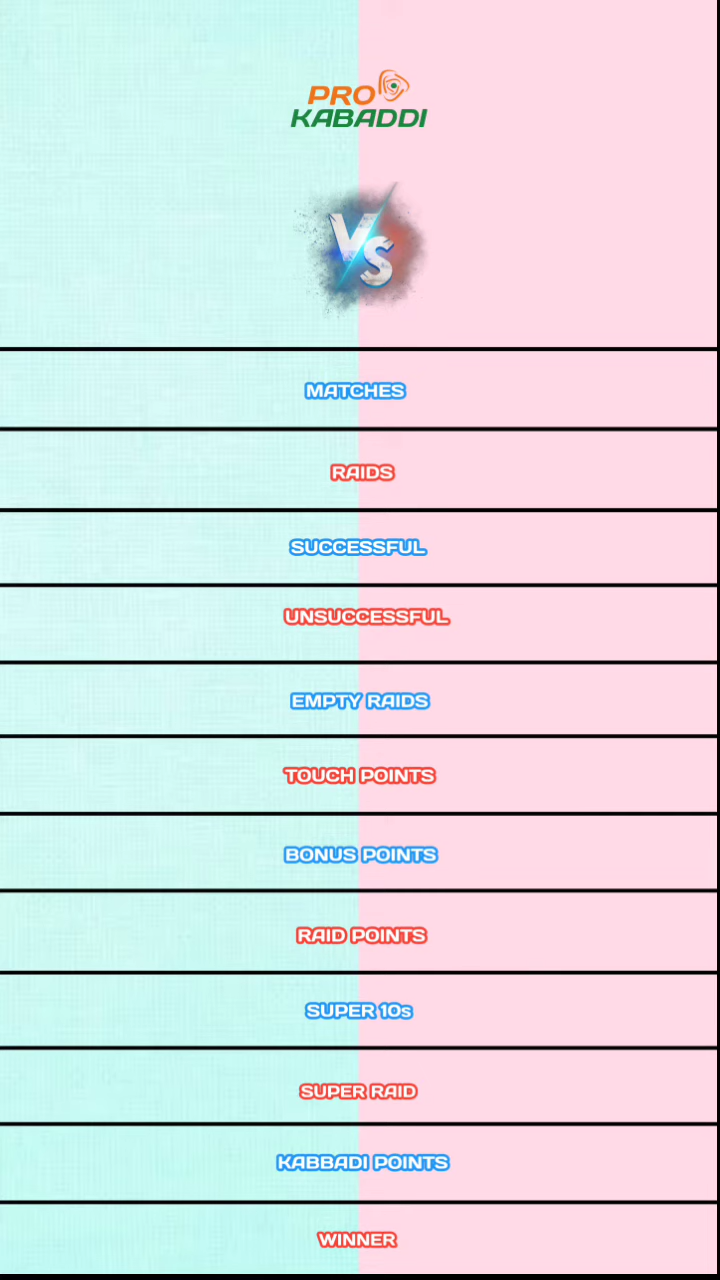 PRO
KABADDI
VS
MATCHES
RAIDS
SUCCESSFUL
UNSUCCESSFUL
EMPTY RAIDS
TOUCH POINTS
BONUS POINTS
RAID POINTS
SUPER 10s
SUPER RAID
KABBADI POINTS
WINNER